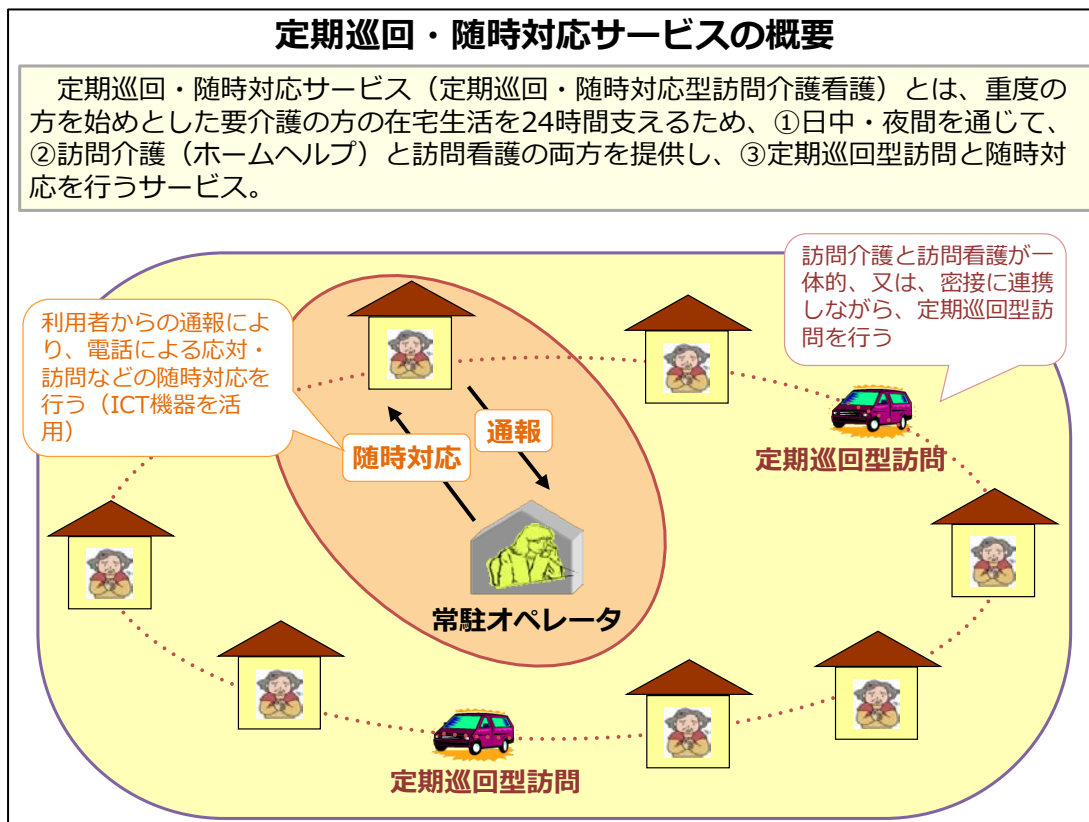 定期巡回・随時対応サービスの概要
定期巡回・随時対応サービス（定期巡回・随時対応型訪問介護看護）とは、重度の
方を始めとした要介護の方の在宅生活を24時間支えるため、①日中・夜間を通じて、
②訪問介護（ホームヘルプ）と訪問看護の両方を提供し、③定期巡回型訪問と随時対
応を行うサービス。
訪問介護と訪問看護が一
体的、又は、密接に連携
しながら、定期巡回型訪
問を行う
利用者からの通報によ
り、電話による応対・
訪問などの随時対応を
行う（ICT機器を活
用）
通報
随時対応
定期巡回型訪問
常駐オペレータ
定期巡回型訪問